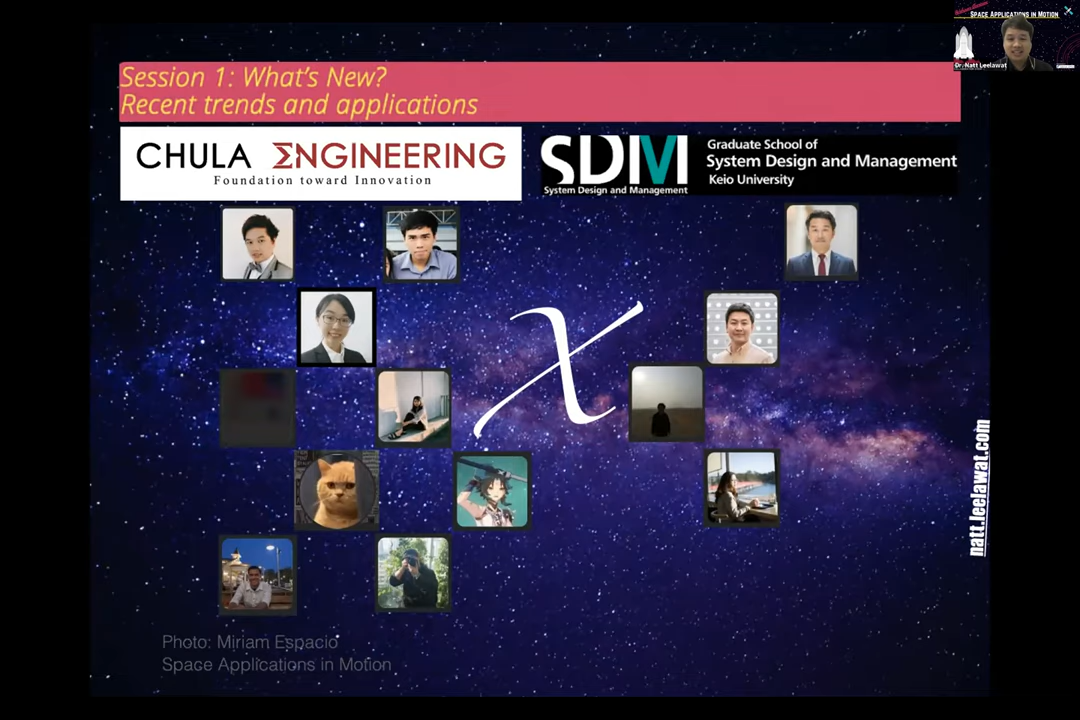 Session 1: What's New?
Recent trends and applications
CHULA ΣNGINEERING
Foundation toward Innovation
SDM
System Design and Management
Graduate School of
System Design and Management
Keio University
X
natt.leelawat.com
Photo: Miriam Espacio
Space Applications in Motion
SPACE APPLICATIONS IN MOTION
Dr. Natt Leelawat